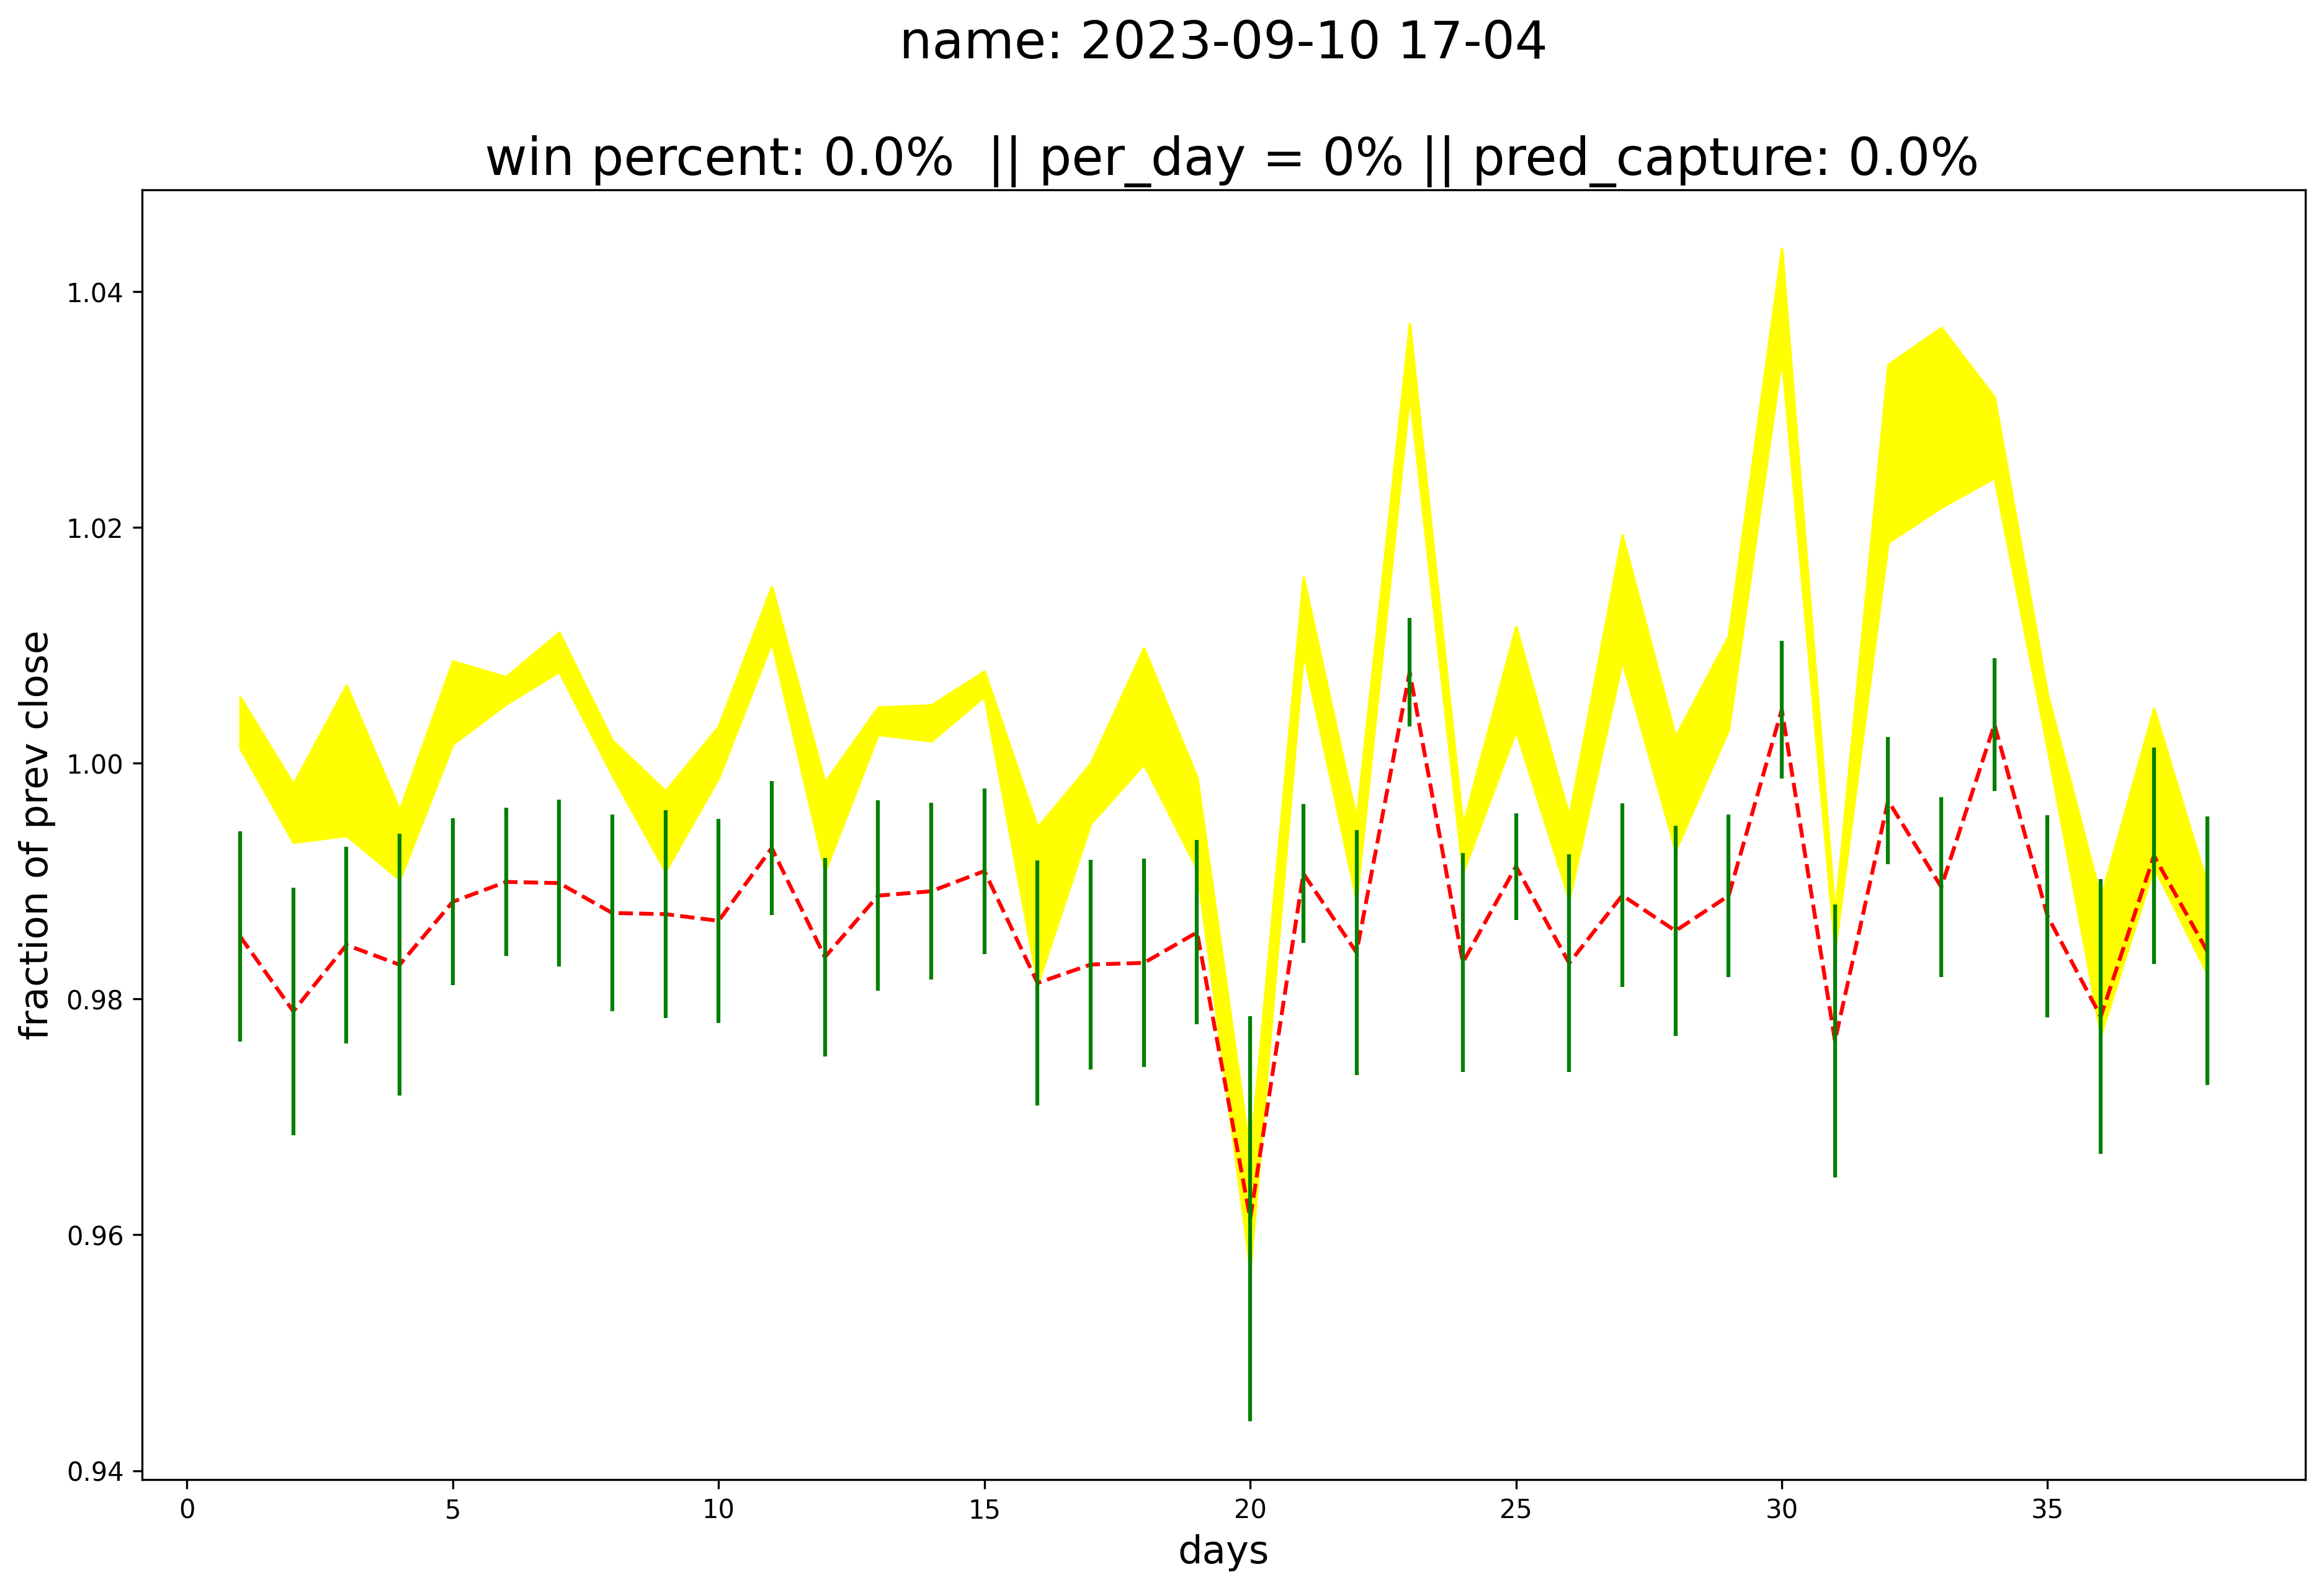 name: 2023-09-10 17-04
win percent: 0.0%  || per_day = 0% || pred_capture: 0.0%
fraction of prev close
1.04
1.02
1.00
0.98
0.96
0.94
0 5 10 15 20 25 30 35
days